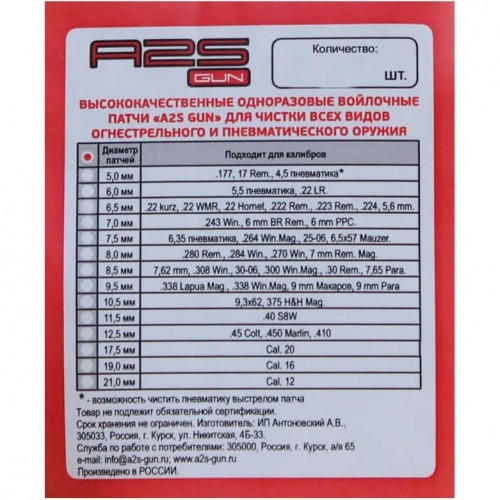 A2S
GUN
Количество:
ШТ.
ВЫСОКОКАЧЕСТВЕННЫЕ ОДНОРАЗОВЫЕ ВОЙЛОЧНЫЕ
ПАТЧИ «A2S GUN» ДЛЯ ЧИСТКИ ВСЕХ ВИДОВ
ОГНЕСТРЕЛЬНОГО И ПНЕВМАТИЧЕСКОГО ОРУЖИЯ
Диаметр патчей Подходит для калибров
5,0 мм .177, 17 Rem., 4,5 пневматика*
6,0 мм 5,5 пневматика, .22 LR.
6,5 мм .22 kurz, .22 WMR, .22 Hornet, .222 Rem., .223 Rem., .224, 5,6 mm.
7,0 мм .243 Win., 6 mm BR Rem., 6 mm PPC.
7,5 мм 6,35 пневматика, .264 Win.Mag., 25-06, 6,5x57 Mauzer.
8,0 мм .280 Rem., .284 Win., .270 Win, 7 mm Rem. Mag.
8,5 мм 7,62 mm, .308 Win, 30-06, .300 Win.Mag., .30 Rem., 7,65 Para.
9,5 мм .338 Lapua Mag., .338 Win.Mag., 9 mm Макаров, 9 mm Para
10,5 мм 9,3x62, 375 H&H Mag.
11,5 мм .40 S&W
12,5 мм .45 Colt, .450 Marlin, .410
17,5 мм Cal. 20
19,0 мм Cal. 16
21,0 мм Cal. 12
* - возможность чистить пневматику выстрелом патча
Товар не подлежит обязательной сертификации.
Срок хранения не ограничен. Изготовитель: ИП Антоновский А.В.,
305033, Россия, г. Курск, ул. Никитская, 4Б-33.
Служба по работе с потребителями: 305000, Россия, г. Курск, а/я 65
e-mail: info@a2s-gun.ru, www.a2s-gun.ru
Произведено в РОССИИ.